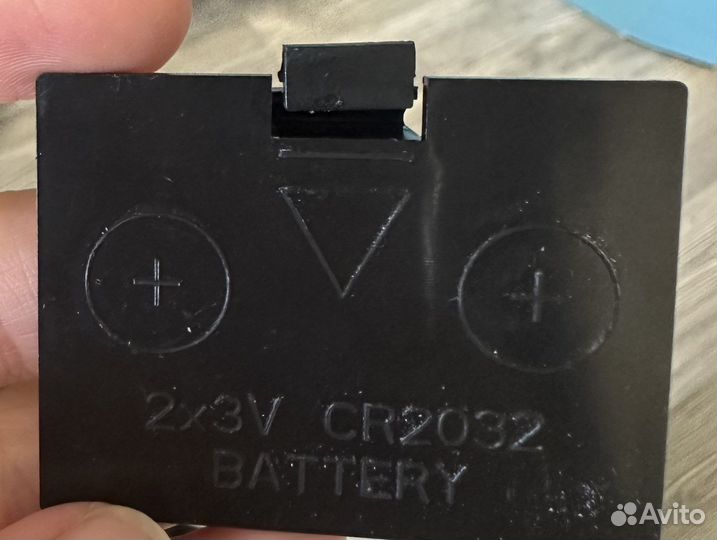 + +
2x3V CR2032
BATTERY
Avito